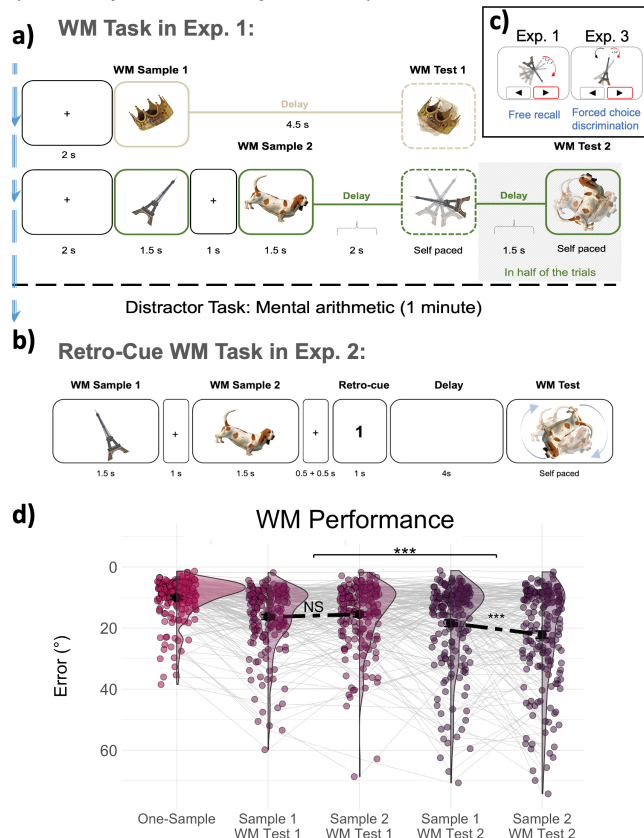 a) WM Task in Exp. 1:
c)
Exp. 1 Exp. 3
Free recall
Forced choice
discrimination
WM Sample 1 WM Test 1
+
Delay
4.5 s
2 s
WM Sample 2 WM Test 2
+ + Delay Delay
2 s 1.5 s 1 s 1.5 s 2 s Self paced 1.5 s Self paced
In half of the trials
Distractor Task: Mental arithmetic (1 minute)
b) Retro-Cue WM Task in Exp. 2:
WM Sample 1 WM Sample 2 Retro-cue Delay WM Test
+ + 1
1.5 s 1 s 1.5 s 0.5 + 0.5 s 1 s 4s Self paced
d) WM Performance
***
NS
***
Error (°)
0
20
40
60
One-Sample Sample 1 Sample 2 Sample 1 Sample 2
WM Test 1 WM Test 1 WM Test 2 WM Test 2